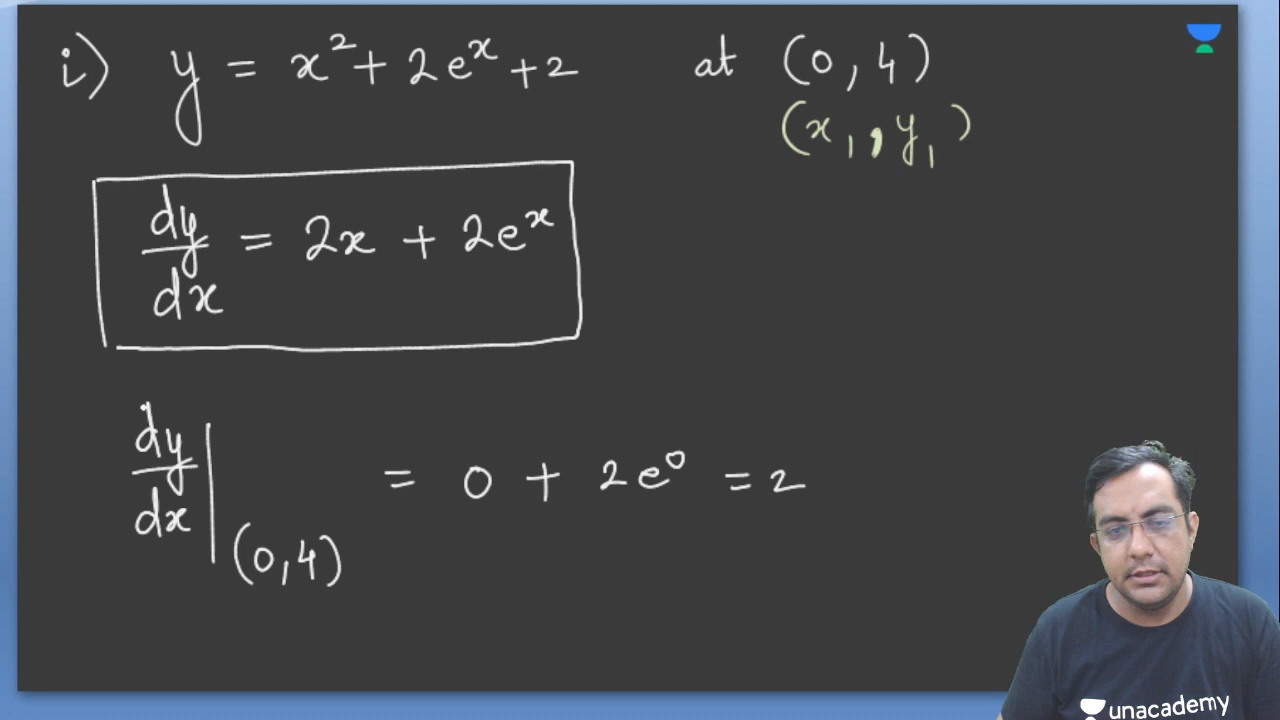 i) y = x² + 2eˣ + 2 at (0, 4)
(x₁, y₁)
dy/dx = 2x + 2eˣ
dy/dx |(0, 4) = 0 + 2e⁰ = 2
unacademy